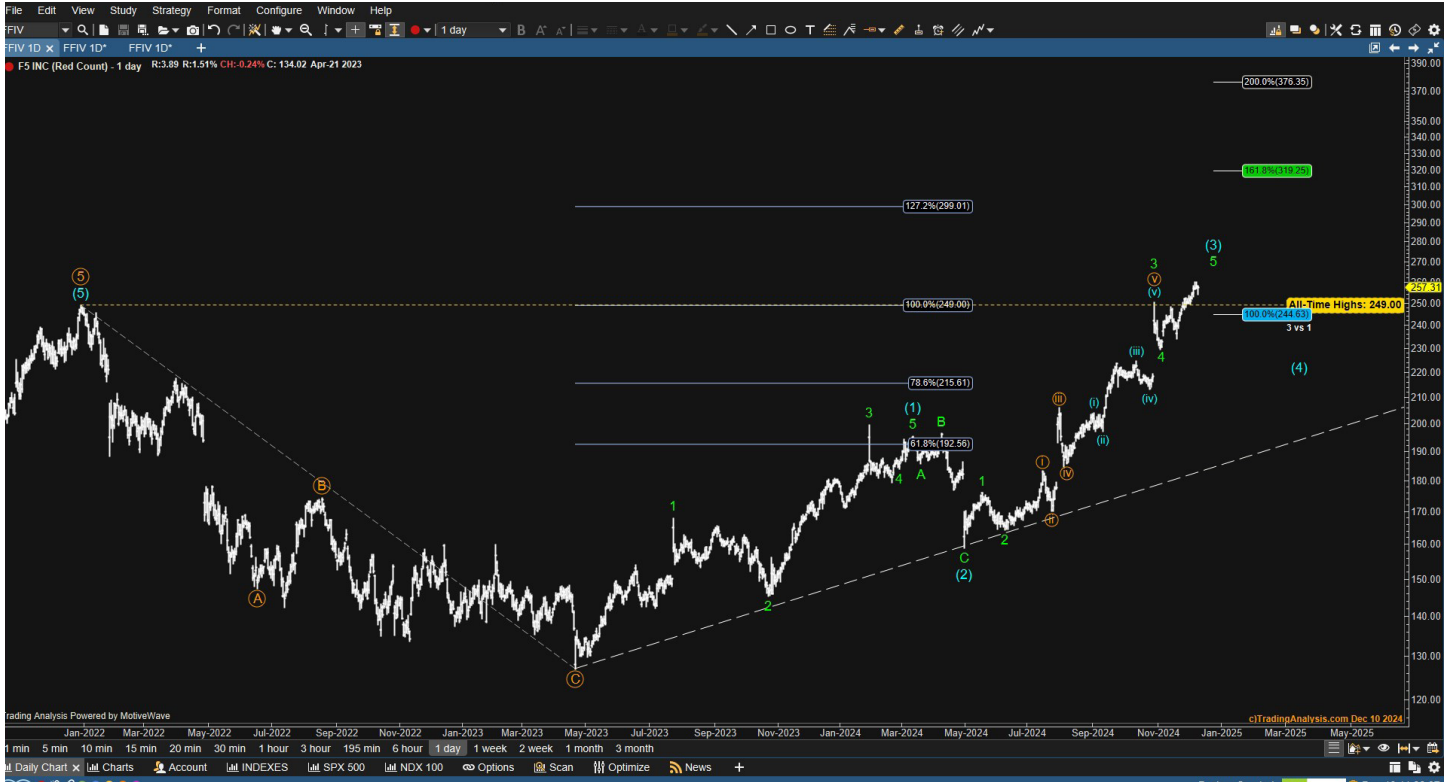 File Edit View Study Strategy Format Configure Window Help
FFIV 1 day B A A T
FFIV 1D × FFIV 1D* FFIV 1D* +
F5 INC (Red Count) - 1 day R:3.89 R:1.51% CH:-0.24% C: 134.02 Apr-21 2023
390.00
200.0%(376.35)
370.00
350.00
340.00
330.00
161.8%(319.25)
320.00
310.00
127.2%(299.01)
300.00
290.00
280.00
(3)
5
270.00
3
5
V
(5)
(v)
260.00
257.31
100.0%(249.00)
All-Time Highs: 249.00
250.00
100.0%(244.63)
3 vs 1
240.00
4
230.00
(iii)
(4)
220.00
78.6%(215.61)
(iv)
210.00
3
(1)
5
B
III
(i)
200.00
61.8%(192.56)
(ii)
190.00
4
A
I
IV
B
1
180.00
1
II
170.00
2
160.00
C
(2)
150.00
A
2
140.00
130.00
C
120.00
Trading Analysis Powered by MotiveWave
c)TradingAnalysis.com Dec 10 2024
Jan-2022 Mar-2022 May-2022 Jul-2022 Sep-2022 Nov-2022 Jan-2023 Mar-2023 May-2023 Jul-2023 Sep-2023 Nov-2023 Jan-2024 Mar-2024 May-2024 Jul-2024 Sep-2024 Nov-2024 Jan-2025 Mar-2025 May-2025
1 min 5 min 10 min 15 min 20 min 30 min 1 hour 3 hour 195 min 6 hour 1 day 1 week 2 week 1 month 3 month
Daily Chart × Charts Account INDEXES SPX 500 NDX 100 Options Scan Optimize News +